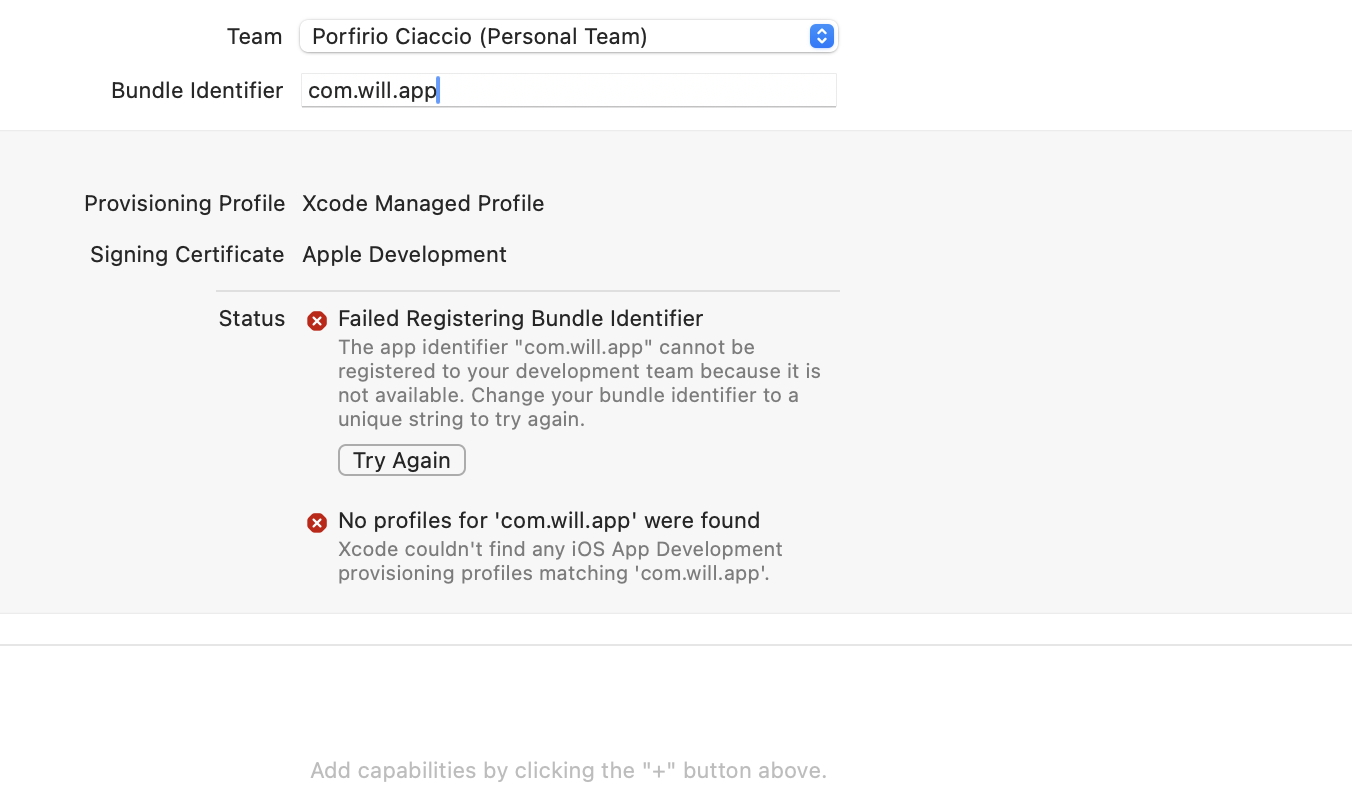 Team Porfirio Ciaccio (Personal Team)
Bundle Identifier com.will.app
Provisioning Profile Xcode Managed Profile
Signing Certificate Apple Development
Status Failed Registering Bundle Identifier
The app identifier "com.will.app" cannot be
registered to your development team because it is
not available. Change your bundle identifier to a
unique string to try again.
Try Again
No profiles for 'com.will.app' were found
Xcode couldn't find any iOS App Development
provisioning profiles matching 'com.will.app'.
Add capabilities by clicking the "+" button above.